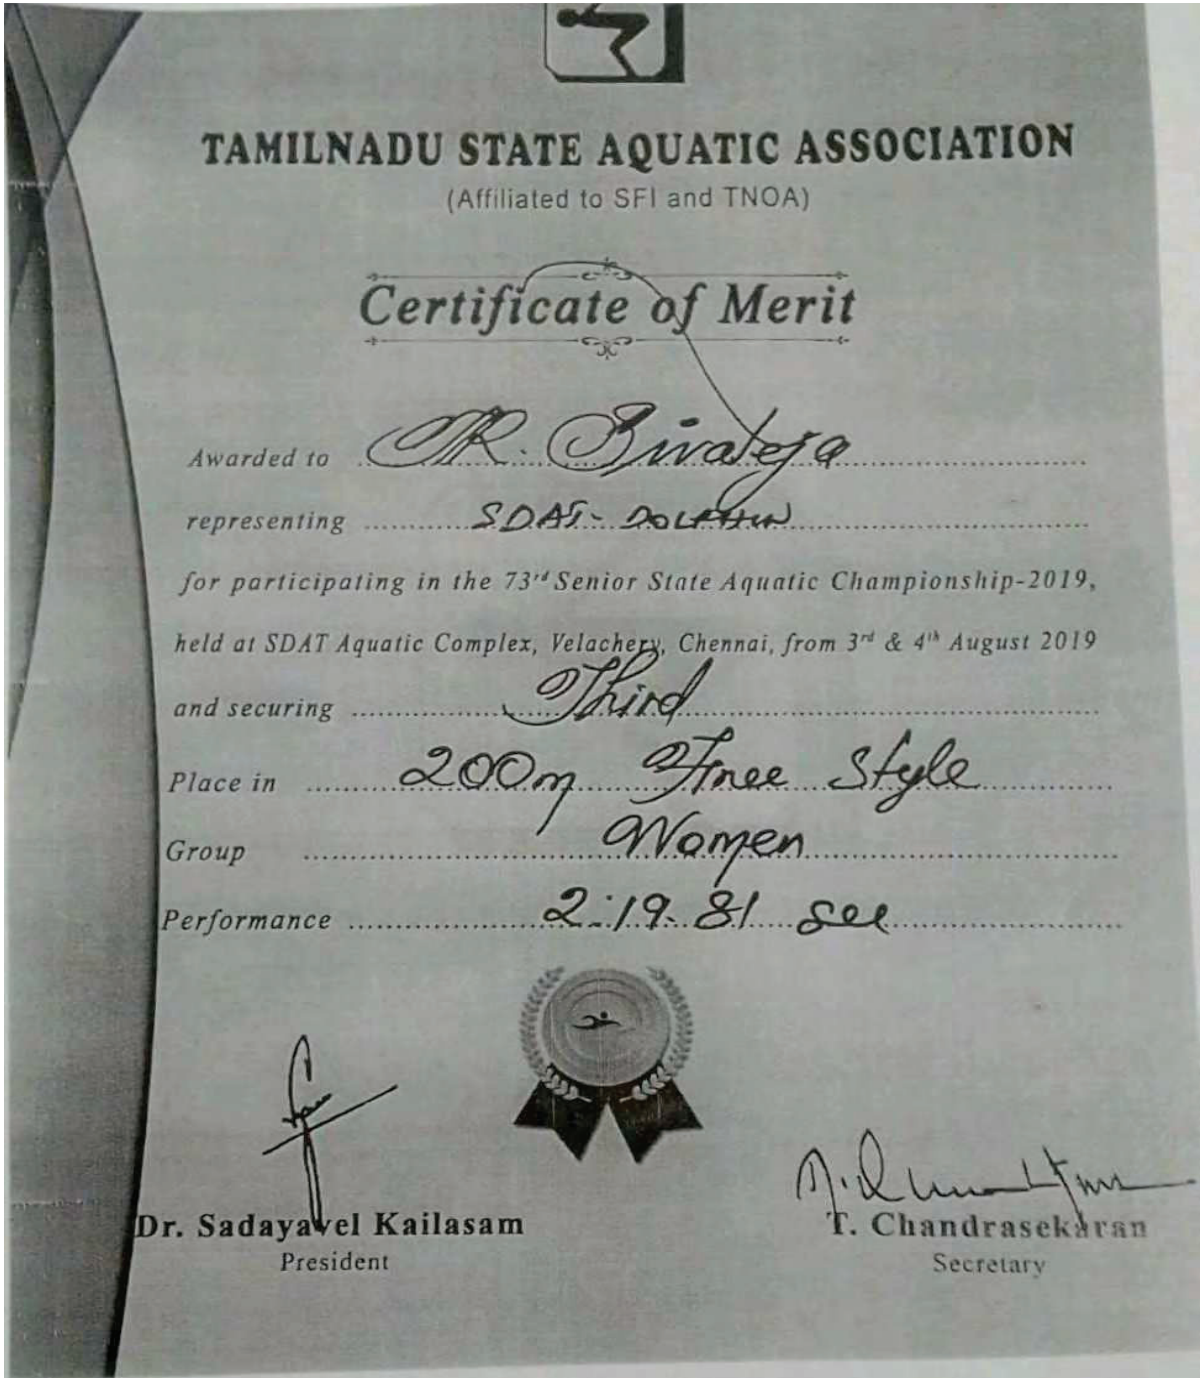 TAMILNADU STATE AQUATIC ASSOCIATION
(Affiliated to SFI and TNOA)
Certificate of Merit
Awarded to R. Sivateja
representing SDAT- DOLPHIN
for participating in the 73rd Senior State Aquatic Championship-2019,
held at SDAT Aquatic Complex, Velachery, Chennai, from 3rd & 4th August 2019
and securing Third
Place in 200m Free Style
Group Women
Performance 2:19.81 sec
Dr. Sadayavel Kailasam
T. Chandrasekaran
President
Secretary